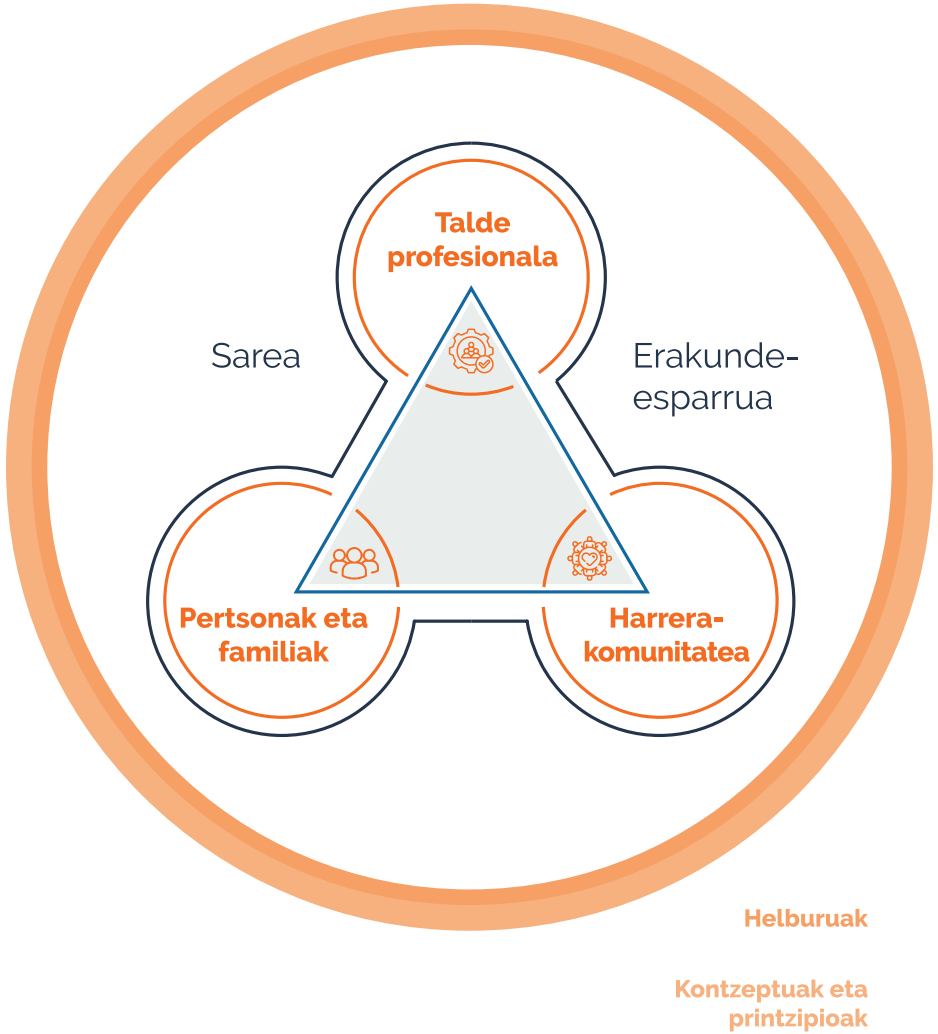 Talde
profesionala
Sarea
Erakunde-
esparrua
Pertsonak eta
familiak
Harrera-
komunitatea
Helburuak
Kontzeptuak eta
printzipioak